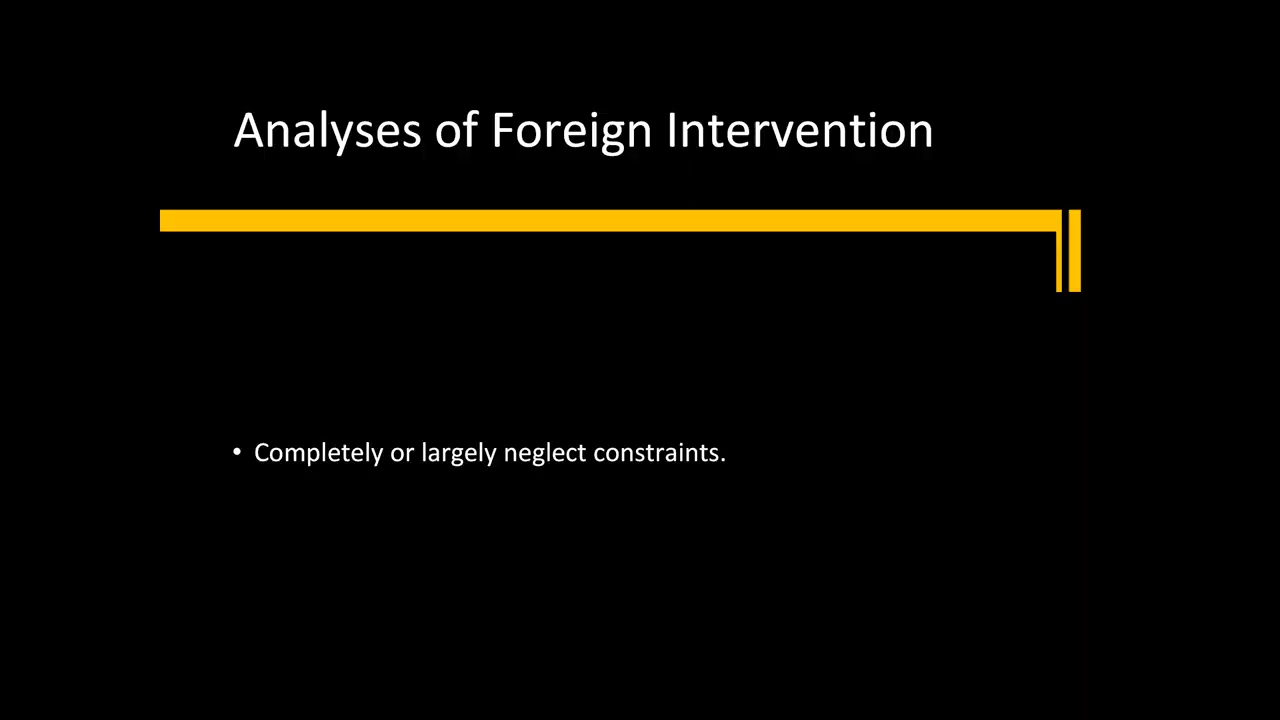 Analyses of Foreign Intervention
• Completely or largely neglect constraints.